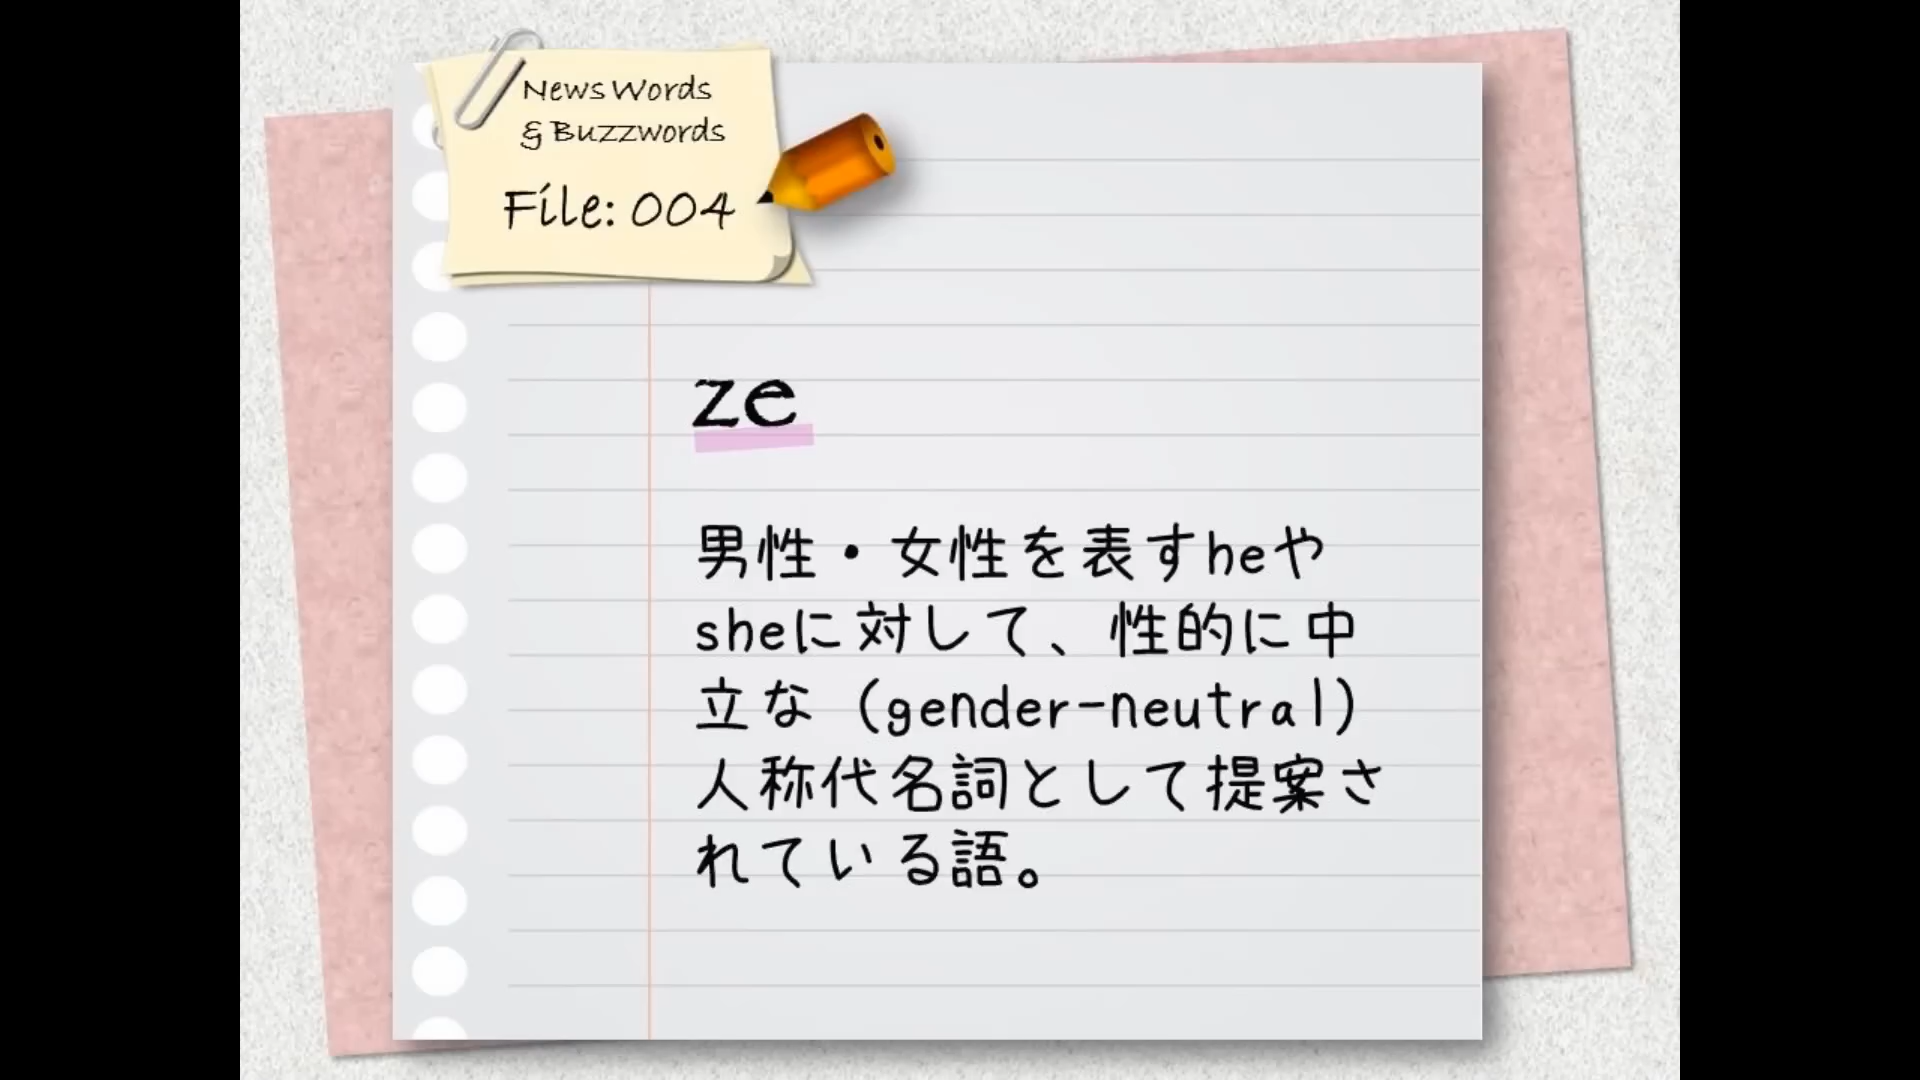 News Words
& Buzzwords
File: 004
ze
男性・女性を表すheや
sheに対して、性的に中
立な（gender-neutral）
人称代名詞として提案さ
れている語。